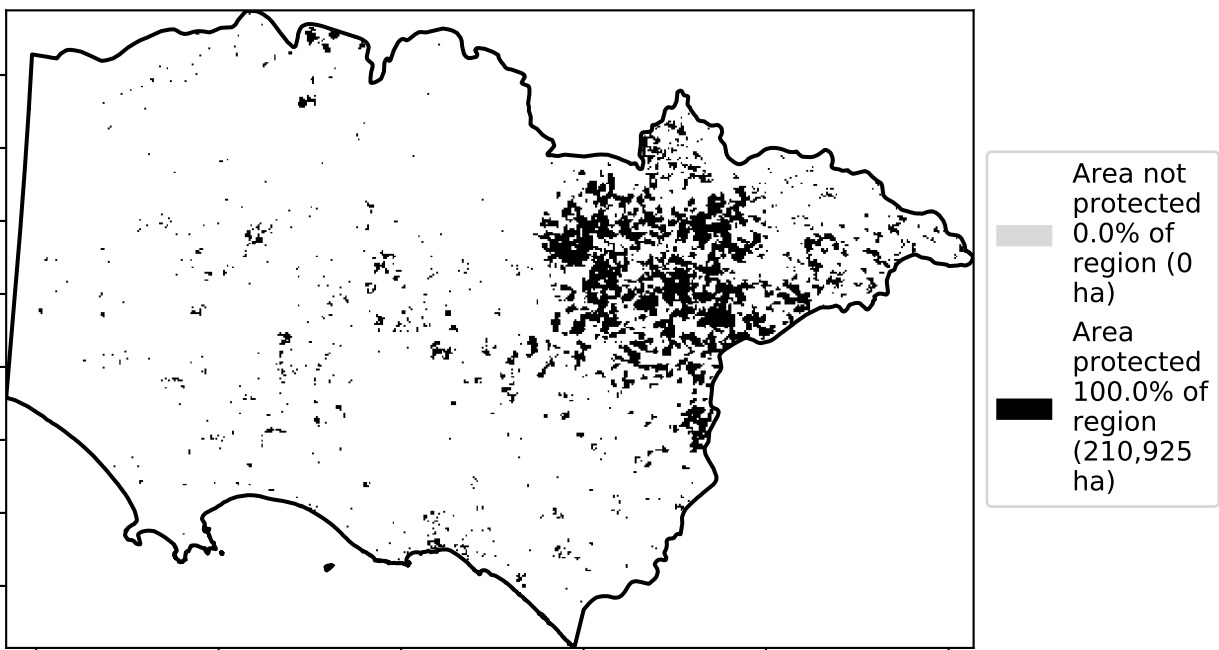 Area not
protected
0.0% of
region (0
ha)
Area
protected
100.0% of
region
(210,925
ha)